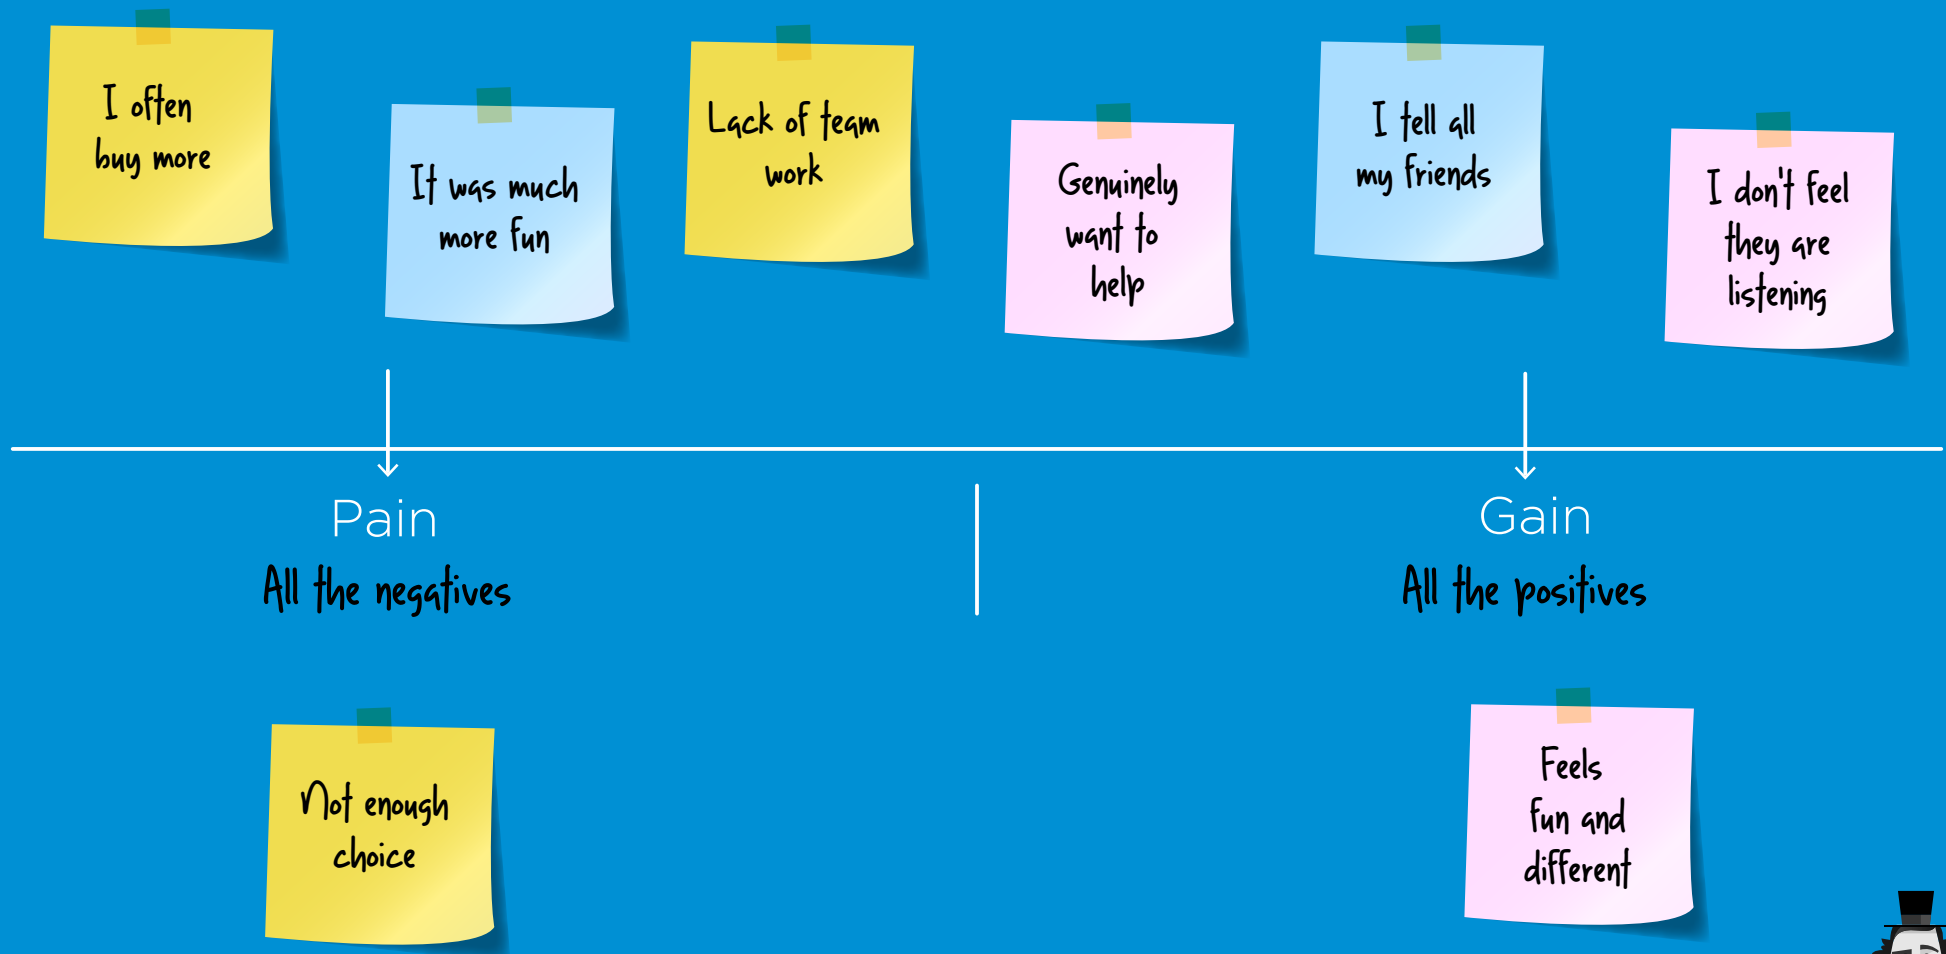 I often
buy more
It was much
more fun
Lack of team
work
Genuinely
want to
help
I tell all
my friends
I don't feel
they are
listening
Pain
All the negatives
Gain
All the positives
Not enough
choice
Feels
fun and
different